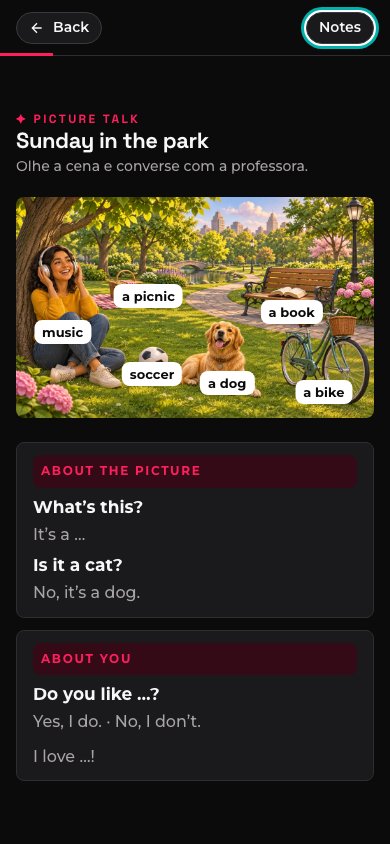 ← Back
Notes
✦ PICTURE TALK
Sunday in the park
Olhe a cena e converse com a professora.
a picnic
a book
music
soccer
a dog
a bike
ABOUT THE PICTURE
What's this?
It's a ...
Is it a cat?
No, it's a dog.
ABOUT YOU
Do you like ...?
Yes, I do. · No, I don't.
I love ...!